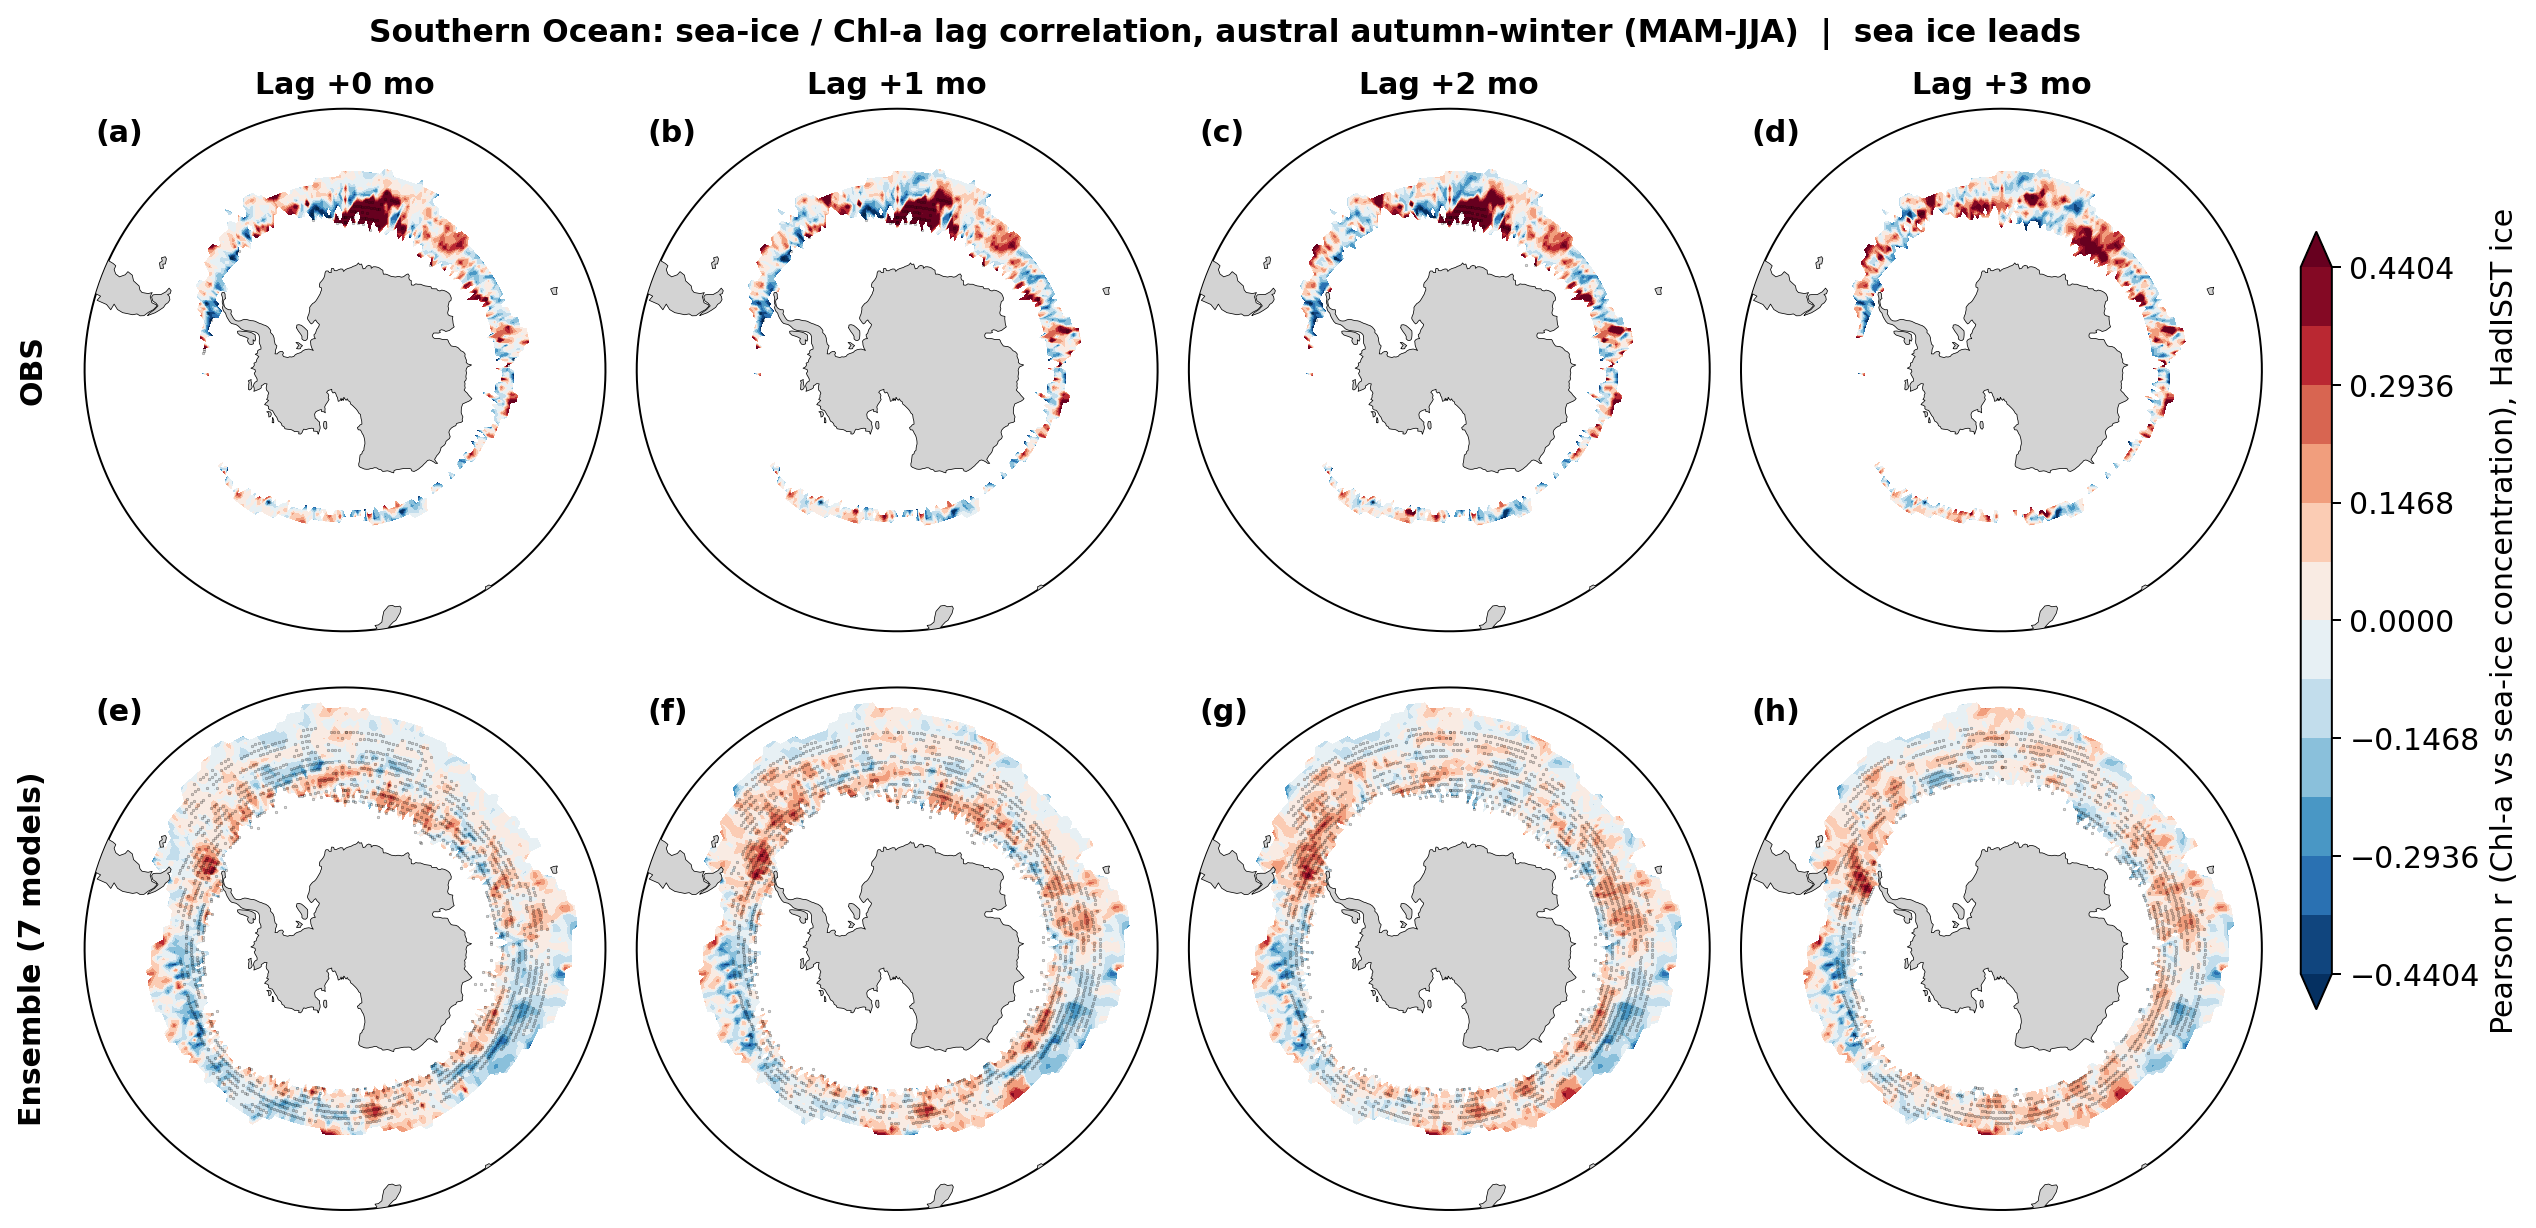 Southern Ocean: sea-ice / Chl-a lag correlation, austral autumn-winter (MAM-JJA)  |  sea ice leads
Lag +0 mo
Lag +1 mo
Lag +2 mo
Lag +3 mo
(a)
(b)
(c)
(d)
OBS
(e)
(f)
(g)
(h)
Ensemble (7 models)
0.4404
0.2936
0.1468
0.0000
−0.1468
−0.2936
−0.4404
Pearson r (Chl-a vs sea-ice concentration), HadISST ice